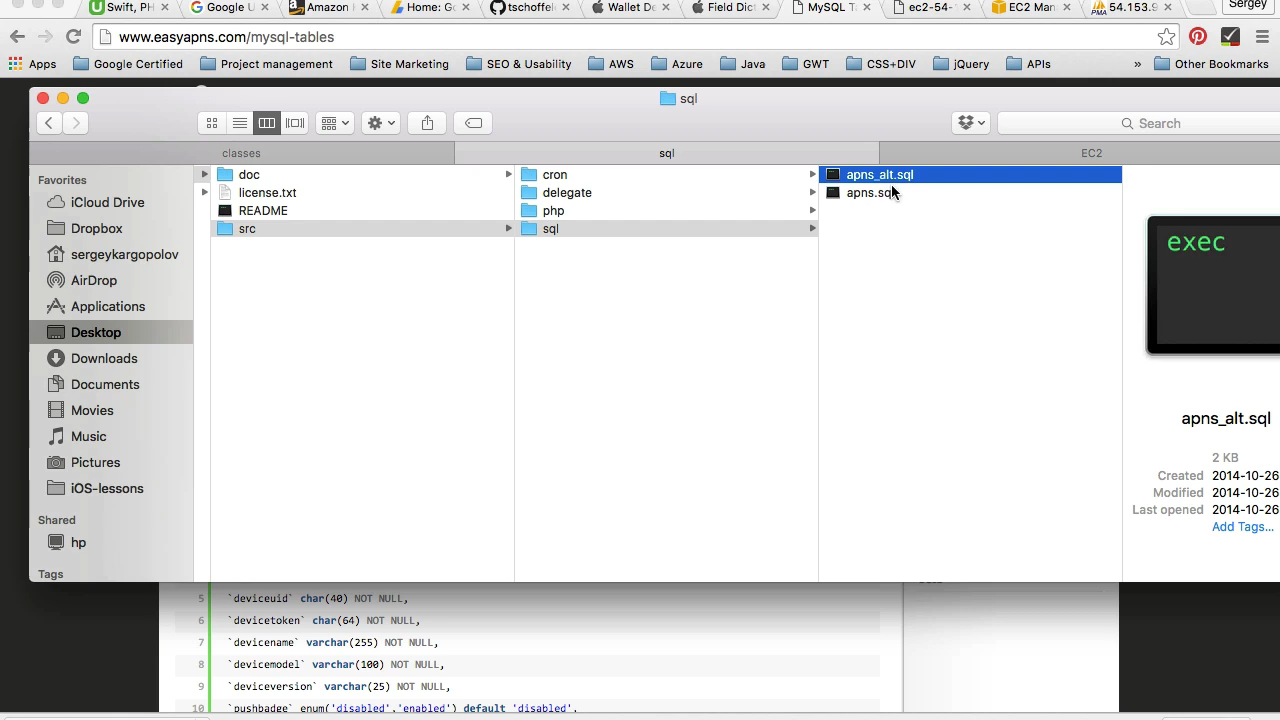 Swift, PH
Google U
Amazon
Home: G
tschoffel
Wallet De
Field Dic
MySQL Ta
ec2-54-
EC2 Man
54.153.9
Sergey
www.easyapns.com/mysql-tables
Apps
Google Certified
Project management
Site Marketing
SEO & Usability
AWS
Azure
Java
GWT
CSS+DIV
jQuery
APIs
»
Other Bookmarks
sql
Search
classes
sql
EC2
Favorites
iCloud Drive
Dropbox
sergeykargopolov
AirDrop
Applications
Desktop
Downloads
Documents
Movies
Music
Pictures
iOS-lessons
Shared
hp
Tags
doc
license.txt
README
src
cron
delegate
php
sql
apns_alt.sql
apns.sql
exec
apns_alt.sql
2 KB
Created 2014-10-26
Modified 2014-10-26
Last opened 2014-10-26
Add Tags...
5 `deviceuid` char(40) NOT NULL,
6 `devicetoken` char(64) NOT NULL,
7 `devicename` varchar(255) NOT NULL,
8 `devicemodel` varchar(100) NOT NULL,
9 `deviceversion` varchar(25) NOT NULL,
10 `pushbadge` enum('disabled','enabled') default 'disabled',